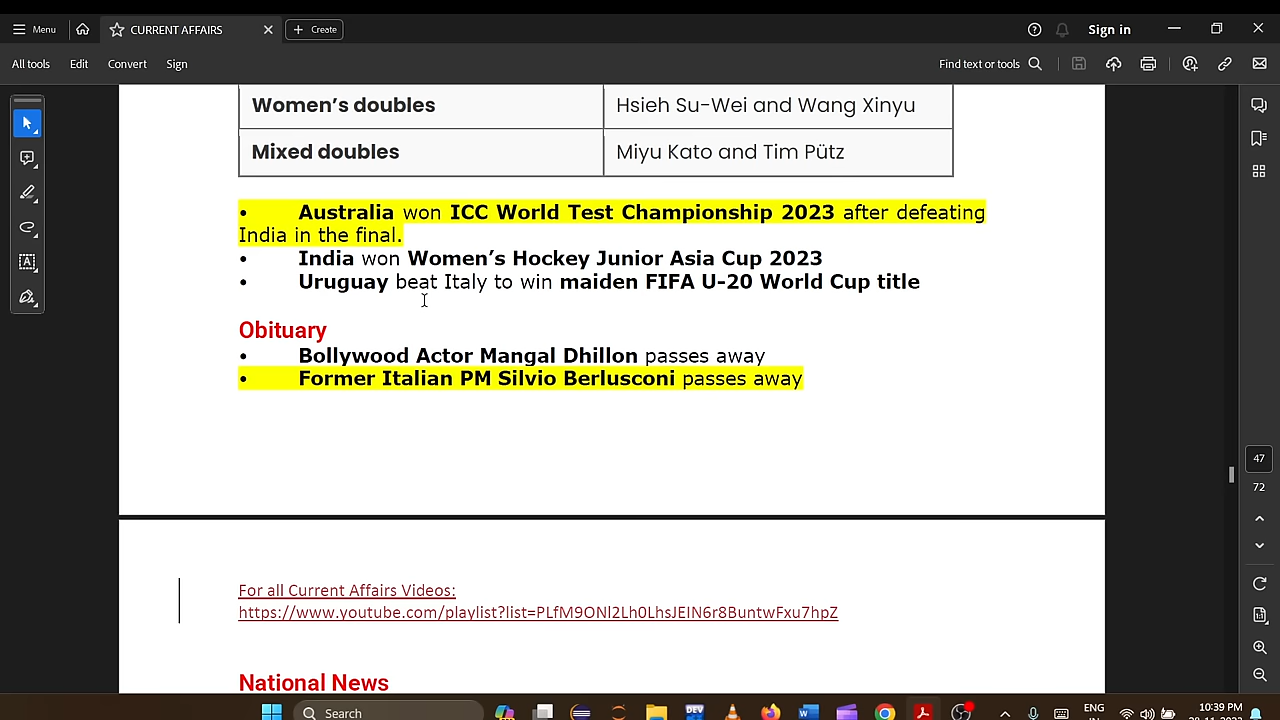 Menu
CURRENT AFFAIRS
Create
Sign in
All tools
Edit
Convert
Sign
Find text or tools
Women's doubles
Hsieh Su-Wei and Wang Xinyu
Mixed doubles
Miyu Kato and Tim Pütz
• Australia won ICC World Test Championship 2023 after defeating
India in the final.
• India won Women's Hockey Junior Asia Cup 2023
• Uruguay beat Italy to win maiden FIFA U-20 World Cup title
Obituary
• Bollywood Actor Mangal Dhillon passes away
• Former Italian PM Silvio Berlusconi passes away
47
72
For all Current Affairs Videos:
https://www.youtube.com/playlist?list=PLfM9ONl2Lh0LhsJEIN6r8BuntwFxu7hpZ
National News
Search
DEV
ENG
10:39 PM